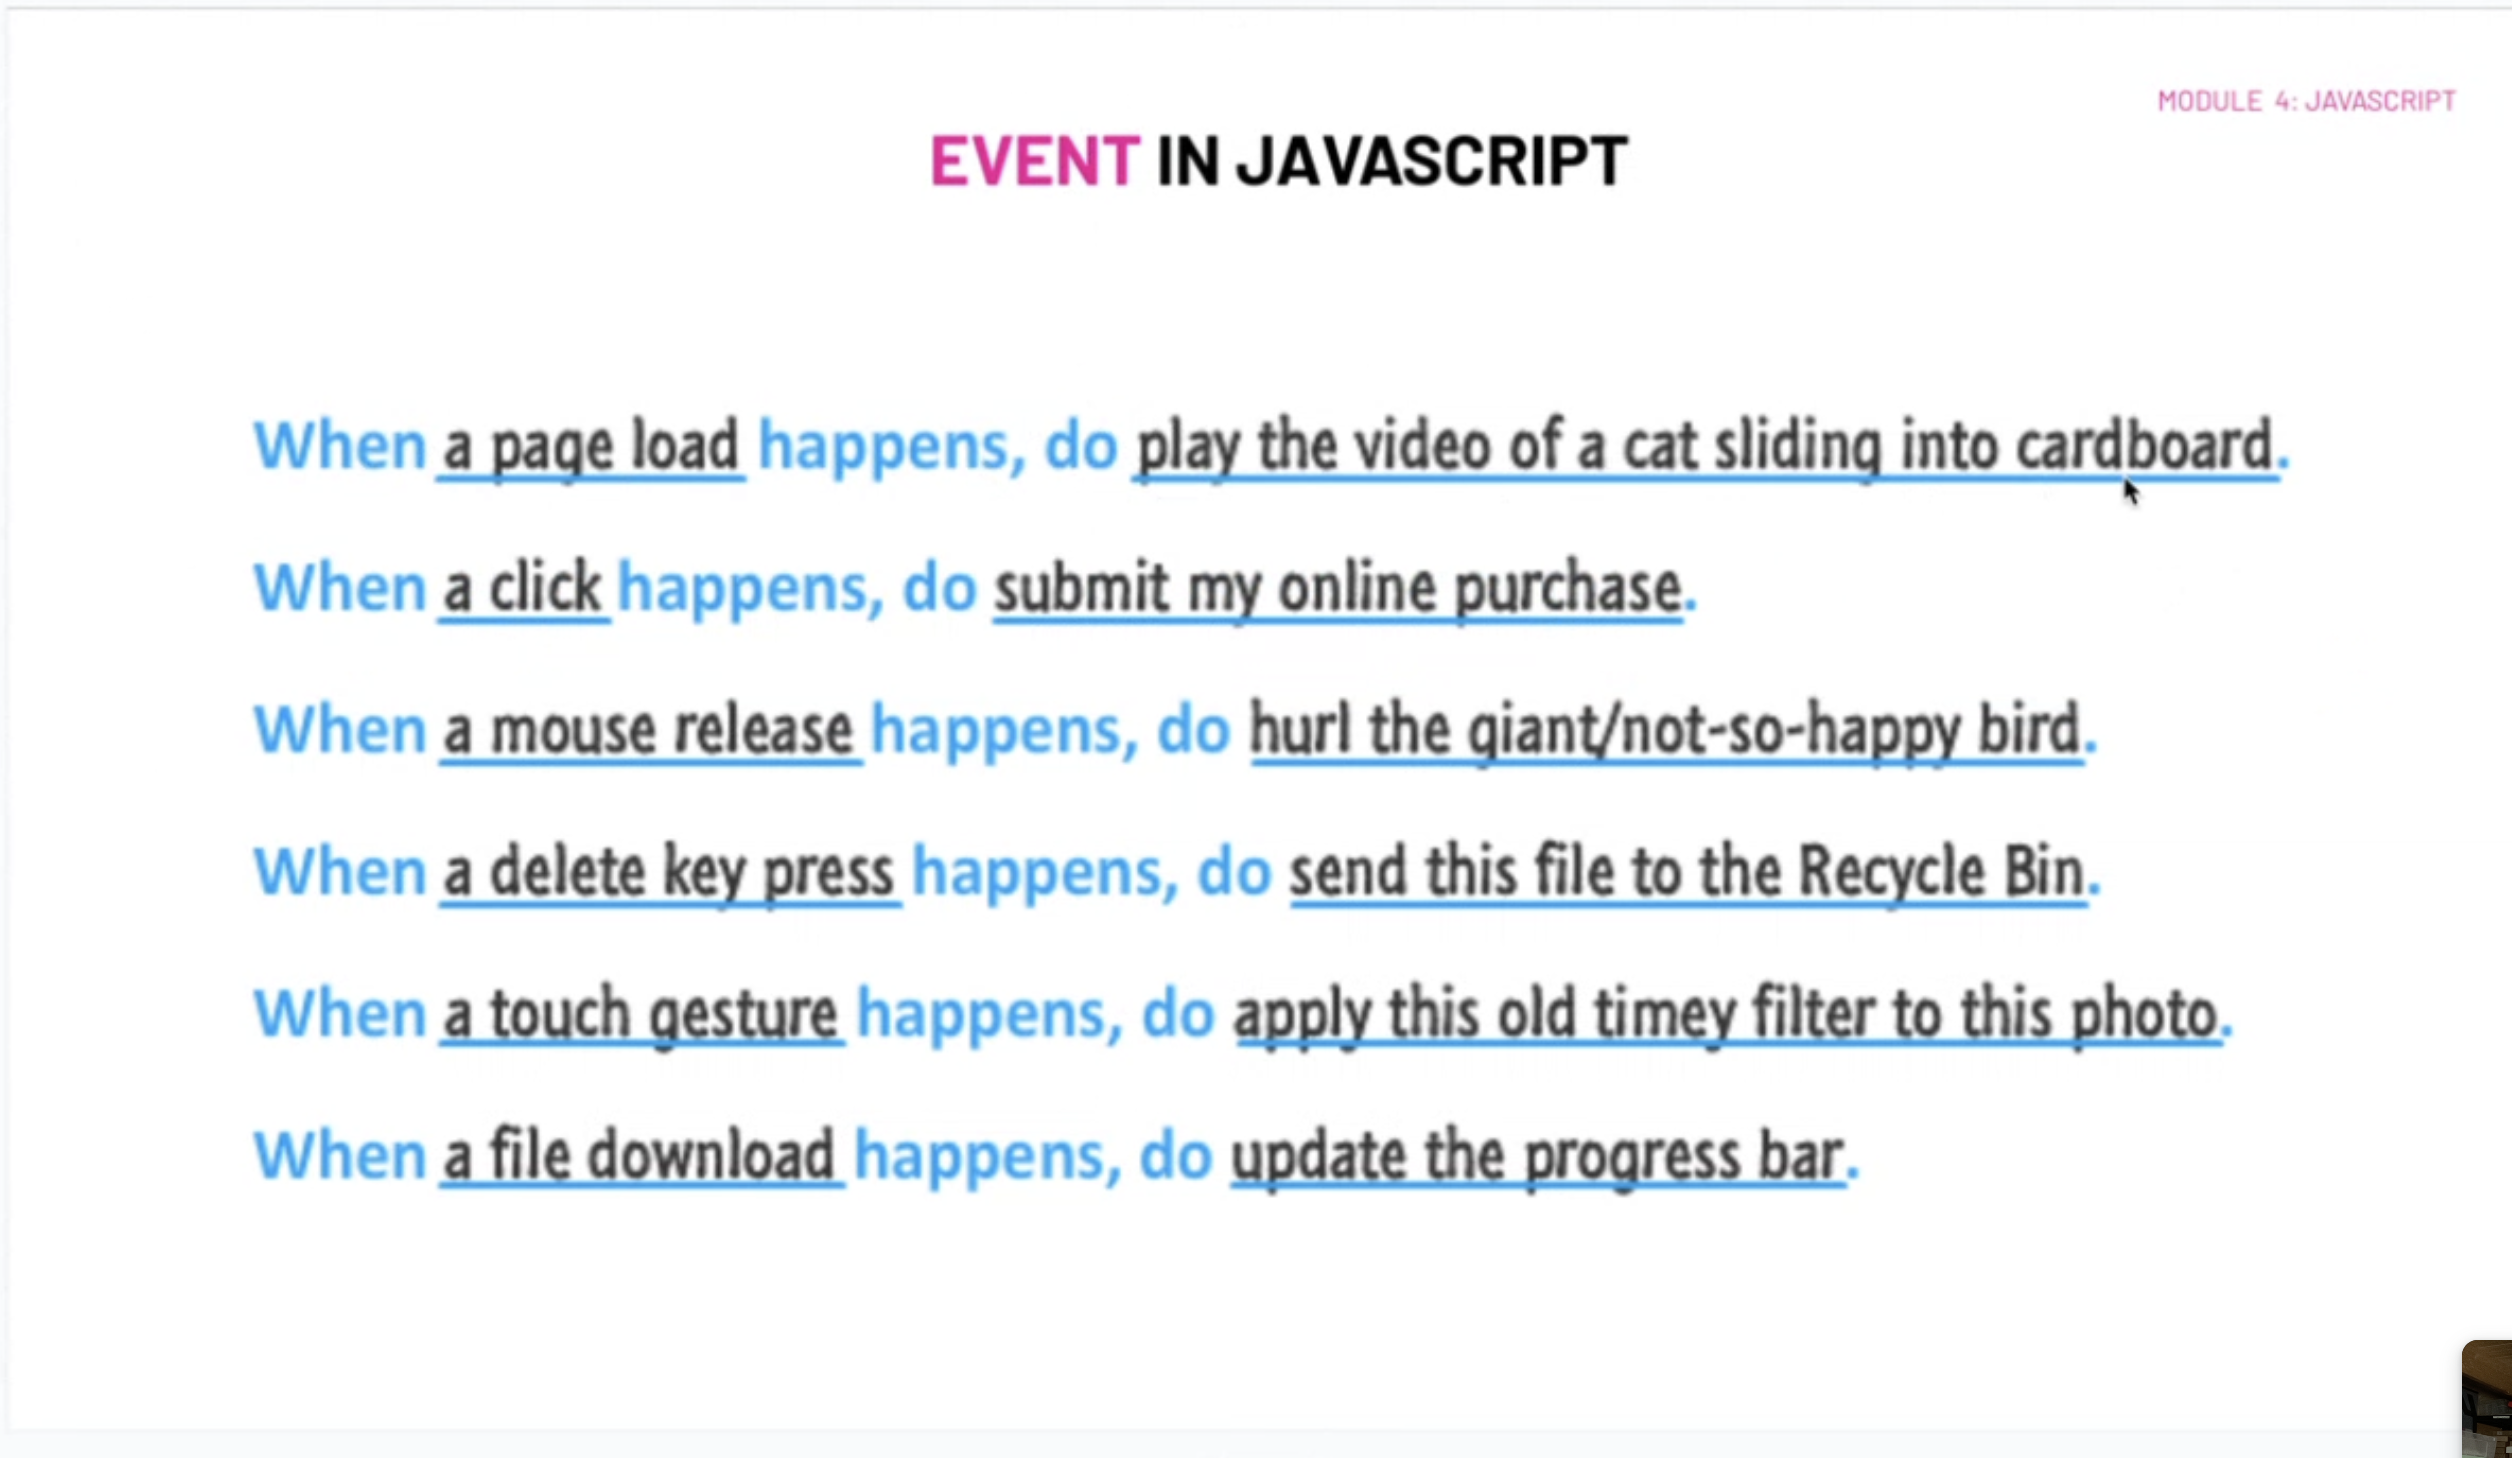 MODULE 4: JAVASCRIPT
EVENT IN JAVASCRIPT
When a page load happens, do play the video of a cat sliding into cardboard.
When a click happens, do submit my online purchase.
When a mouse release happens, do hurl the giant/not-so-happy bird.
When a delete key press happens, do send this file to the Recycle Bin.
When a touch gesture happens, do apply this old timey filter to this photo.
When a file download happens, do update the progress bar.